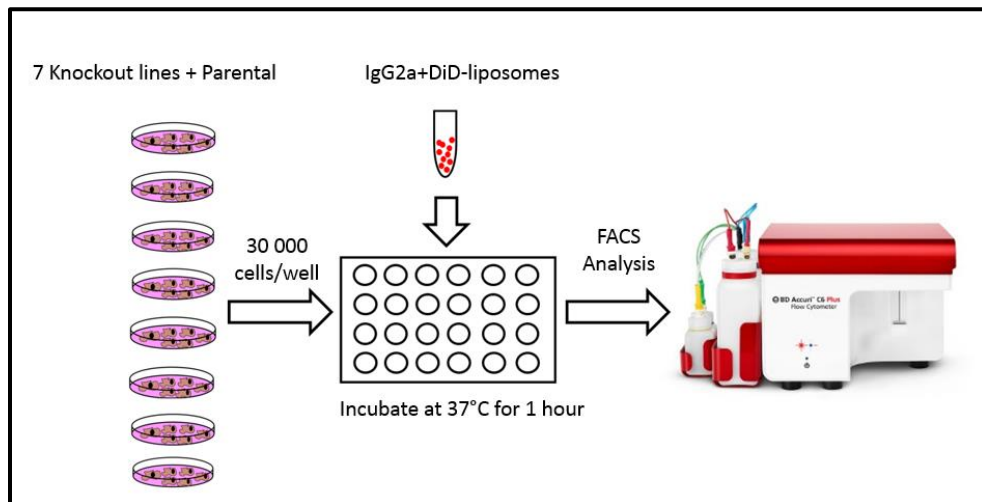 7 Knockout lines + Parental
IgG2a+DiD-liposomes
30 000
cells/well
FACS
Analysis
BD Accuri™ C6 Plus
Flow Cytometer
Incubate at 37°C for 1 hour